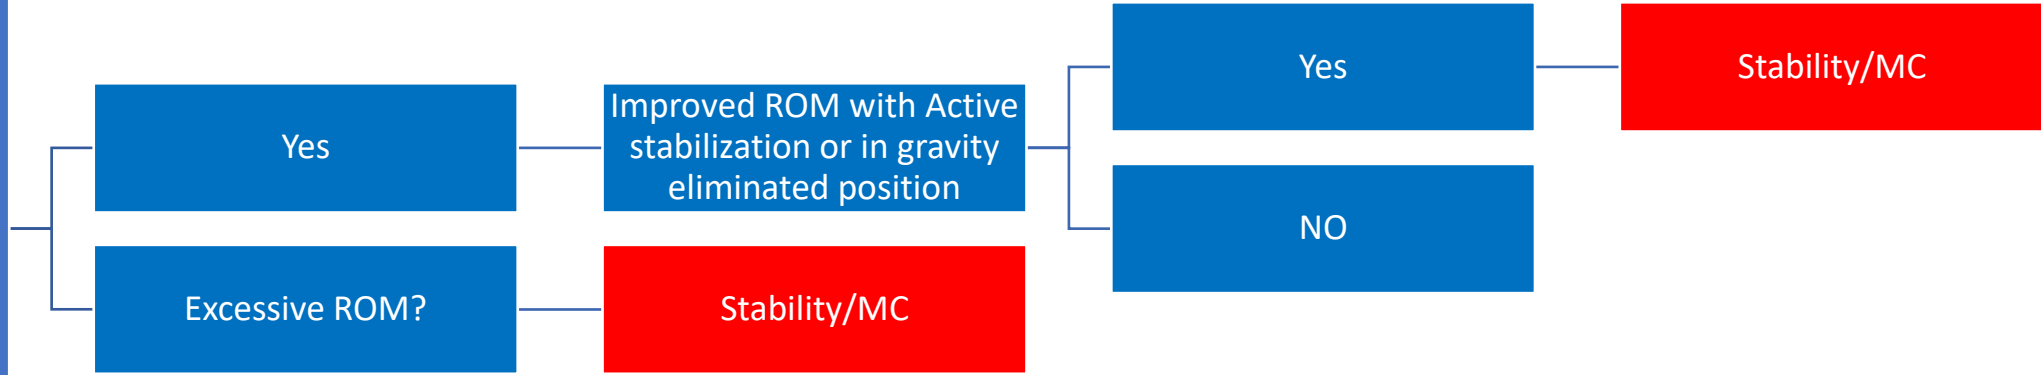 Yes
Improved ROM with Active
stabilization or in gravity
eliminated position
Yes
Stability/MC
NO
Excessive ROM?
Stability/MC